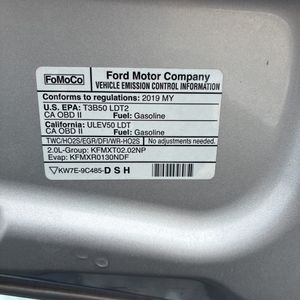 FoMoCo
Ford Motor Company
VEHICLE EMISSION CONTROL INFORMATION
Conforms to regulations: 2019 MY
U.S. EPA: T3B50 LDT2
CA OBD II Fuel: Gasoline
California: ULEV50 LDT
CA OBD II Fuel: Gasoline
TWC/HO2S/EGR/DFI/WR-HO2S No adjustments needed.
2.0L-Group: KFMXT02.02NP
Evap: KFMXR0130NDF
KW7E-9C485-DSH